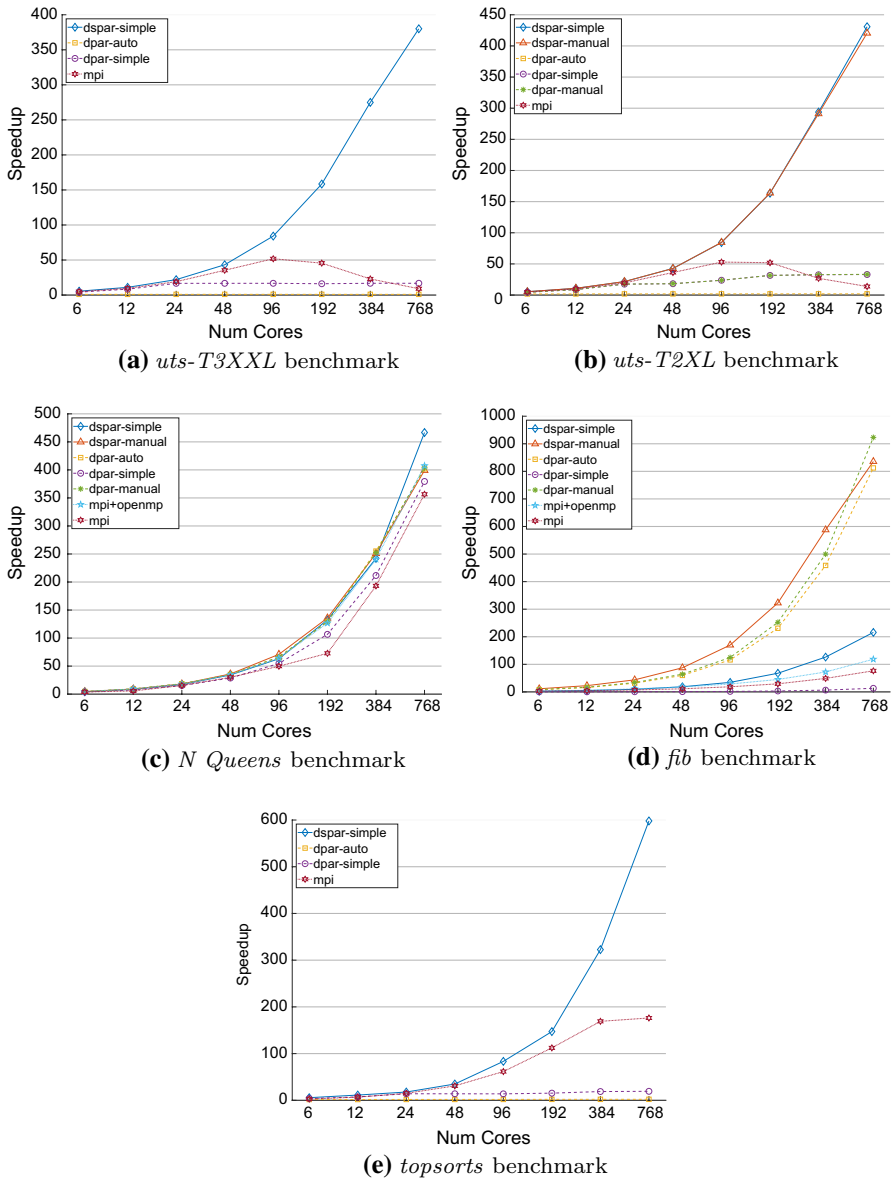 dspar-simple
dpar-auto
dpar-simple
mpi
400
350
300
250
200
150
100
50
0
Speedup
6 12 24 48 96 192 384 768
Num Cores
(a) uts-T3XXL benchmark
dspar-simple
dspar-manual
dpar-auto
dpar-simple
dpar-manual
mpi
450
400
350
300
250
200
150
100
50
0
Speedup
6 12 24 48 96 192 384 768
Num Cores
(b) uts-T2XL benchmark
dspar-simple
dspar-manual
dpar-auto
dpar-simple
dpar-manual
mpi+openmp
mpi
500
450
400
350
300
250
200
150
100
50
0
Speedup
6 12 24 48 96 192 384 768
Num Cores
(c) N Queens benchmark
dspar-simple
dspar-manual
dpar-auto
dpar-simple
dpar-manual
mpi+openmp
mpi
1000
900
800
700
600
500
400
300
200
100
0
Speedup
6 12 24 48 96 192 384 768
Num Cores
(d) fib benchmark
dspar-simple
dpar-auto
dpar-simple
mpi
600
500
400
300
200
100
0
Speedup
6 12 24 48 96 192 384 768
Num Cores
(e) topsorts benchmark